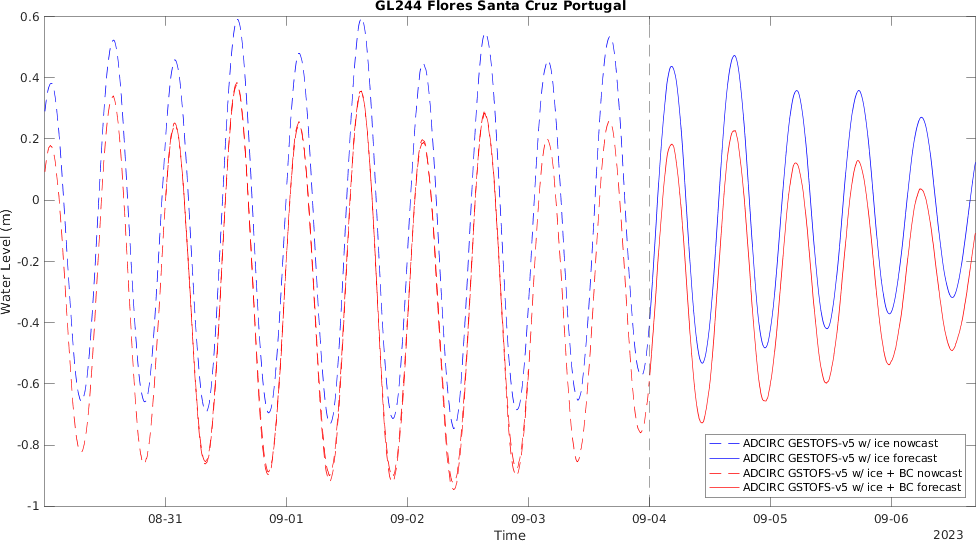 GL244 Flores Santa Cruz Portugal
0.6
0.4
0.2
0
-0.2
-0.4
-0.6
-0.8
-1
Water Level (m)
08-31
09-01
09-02
09-03
09-04
09-05
09-06
Time
2023
ADCIRC GESTOFS-v5 w/ ice nowcast
ADCIRC GESTOFS-v5 w/ ice forecast
ADCIRC GSTOFS-v5 w/ ice + BC nowcast
ADCIRC GSTOFS-v5 w/ ice + BC forecast